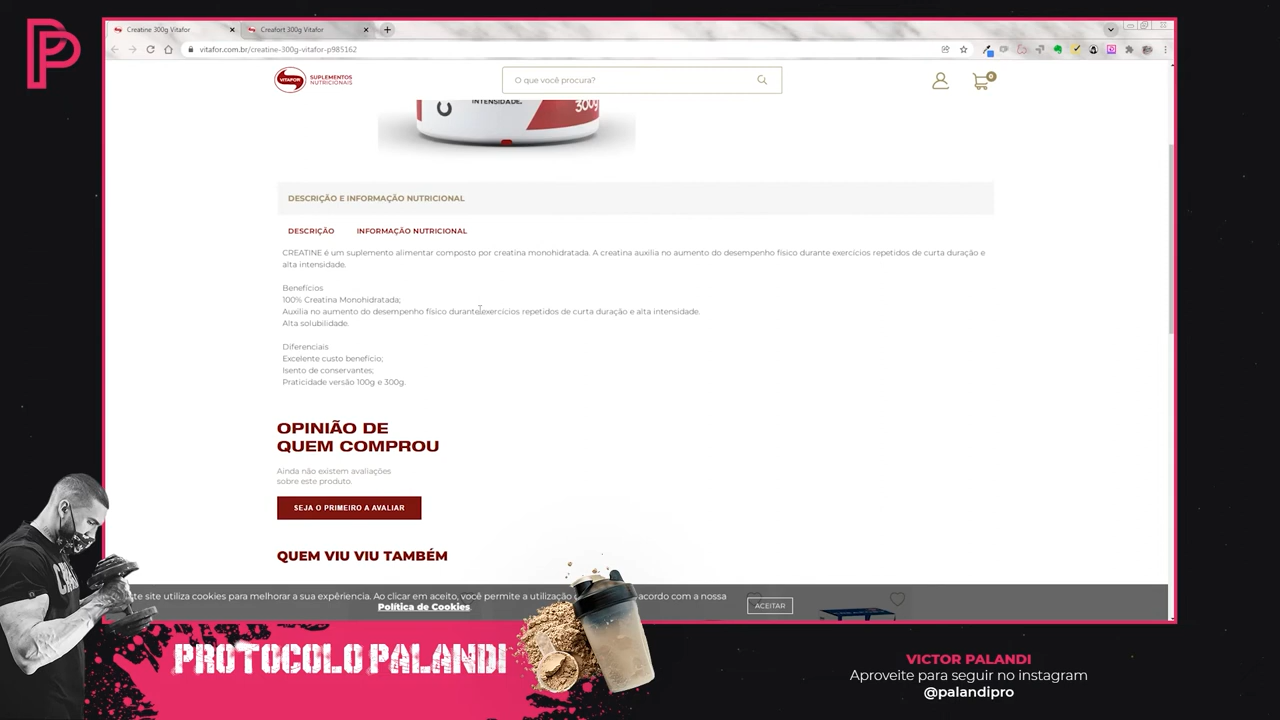 Creatine 300g Vitafor
Creafort 300g Vitafor
vitafor.com.br/creatine-300g-vitafor-p985162
VITAFOR
SUPLEMENTOS
NUTRICIONAIS
O que você procura?
0
INTENSIDADE.
300g
DESCRIÇÃO E INFORMAÇÃO NUTRICIONAL
DESCRIÇÃO
INFORMAÇÃO NUTRICIONAL
CREATINE é um suplemento alimentar composto por creatina monohidratada. A creatina auxilia no aumento do desempenho físico durante exercícios repetidos de curta duração e
alta intensidade.
Benefícios
100% Creatina Monohidratada;
Auxilia no aumento do desempenho físico durante exercícios repetidos de curta duração e alta intensidade.
Alta solubilidade.
Diferenciais
Excelente custo benefício;
Isento de conservantes;
Praticidade versão 100g e 300g.
OPINIÃO DE
QUEM COMPROU
Ainda não existem avaliações
sobre este produto.
SEJA O PRIMEIRO A AVALIAR
QUEM VIU VIU TAMBÉM
te site utiliza cookies para melhorar a sua expêriencia. Ao clicar em aceito, você permite a utilização acordo com a nossa
Política de Cookies.
ACEITAR
PROTOCOLO PALANDI
VICTOR PALANDI
Aproveite para seguir no instagram
@palandipro